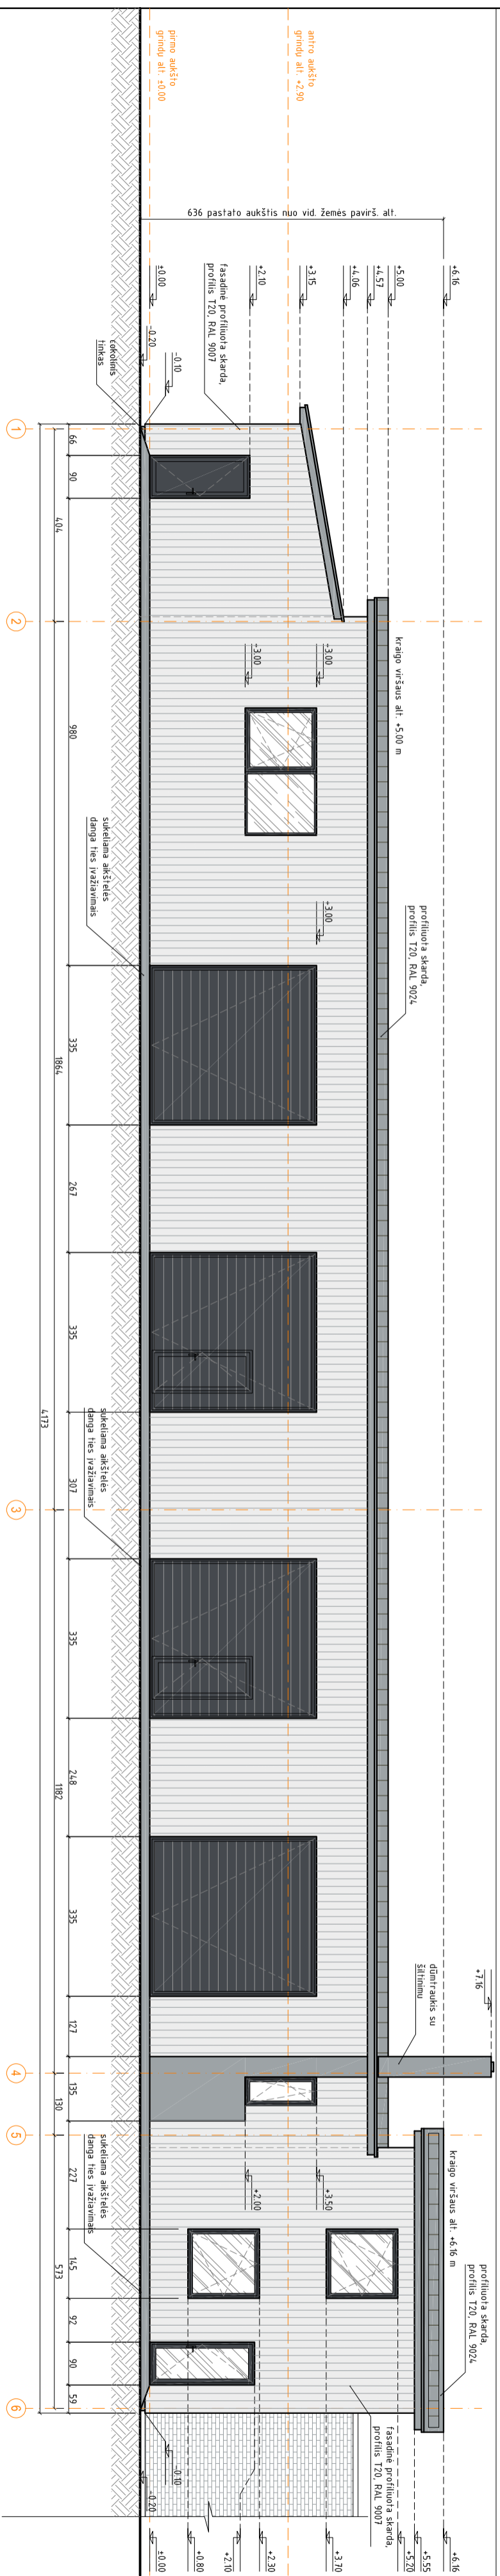 pirmo aukšto
grindų alt. ±0.00
antro aukšto
grindų alt. +2.90
636 pastato aukštis nuo vid. žemės pavirš. alt.
±0.00
+2.10
+3.15
+4.06
+4.57
+5.00
+6.16
-0.20
-0.10
fasadinė profiliuota skarda,
profilis T20, RAL 9007
cokolinis
tinkas
1
66
90
404
2
-3.00
-3.00
kraigo viršaus alt. +5.00 m
980
sukeliama aikštelės
danga ties įvažiavimais
-3.00
profiliuota skarda,
profilis T20, RAL 9024
335
1864
267
335
4173
sukeliama aikštelės
danga ties įvažiavimais
307
3
335
248
1182
335
127
dūmtraukis su
šiltinimu
+7.16
4
135
130
5
sukeliama aikštelės
danga ties įvažiavimais
227
+2.00
+3.50
kraigo viršaus alt. +6.16 m
profiliuota skarda,
profilis T20, RAL 9024
145
573
92
90
59
6
fasadinė profiliuota skarda,
profilis T20, RAL 9007
-0.10
-0.20
±0.00
+0.80
+2.10
+2.30
+3.70
+5.20
+5.55
+6.16